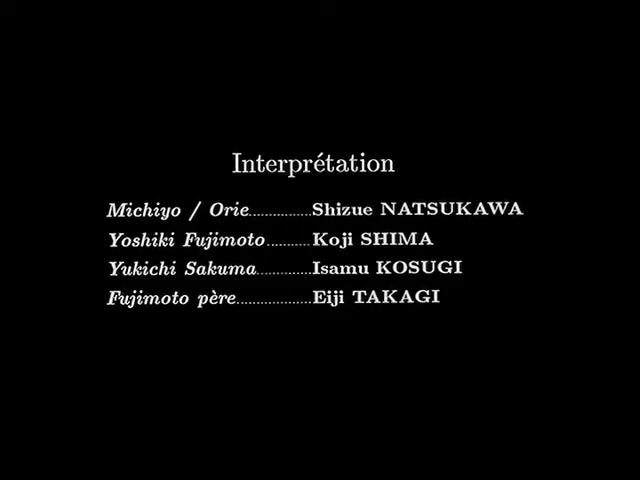 Interprétation
Michiyo / Orie................Shizue NATSUKAWA
Yoshiki Fujimoto...........Koji SHIMA
Yukichi Sakuma..............Isamu KOSUGI
Fujimoto père...................Eiji TAKAGI